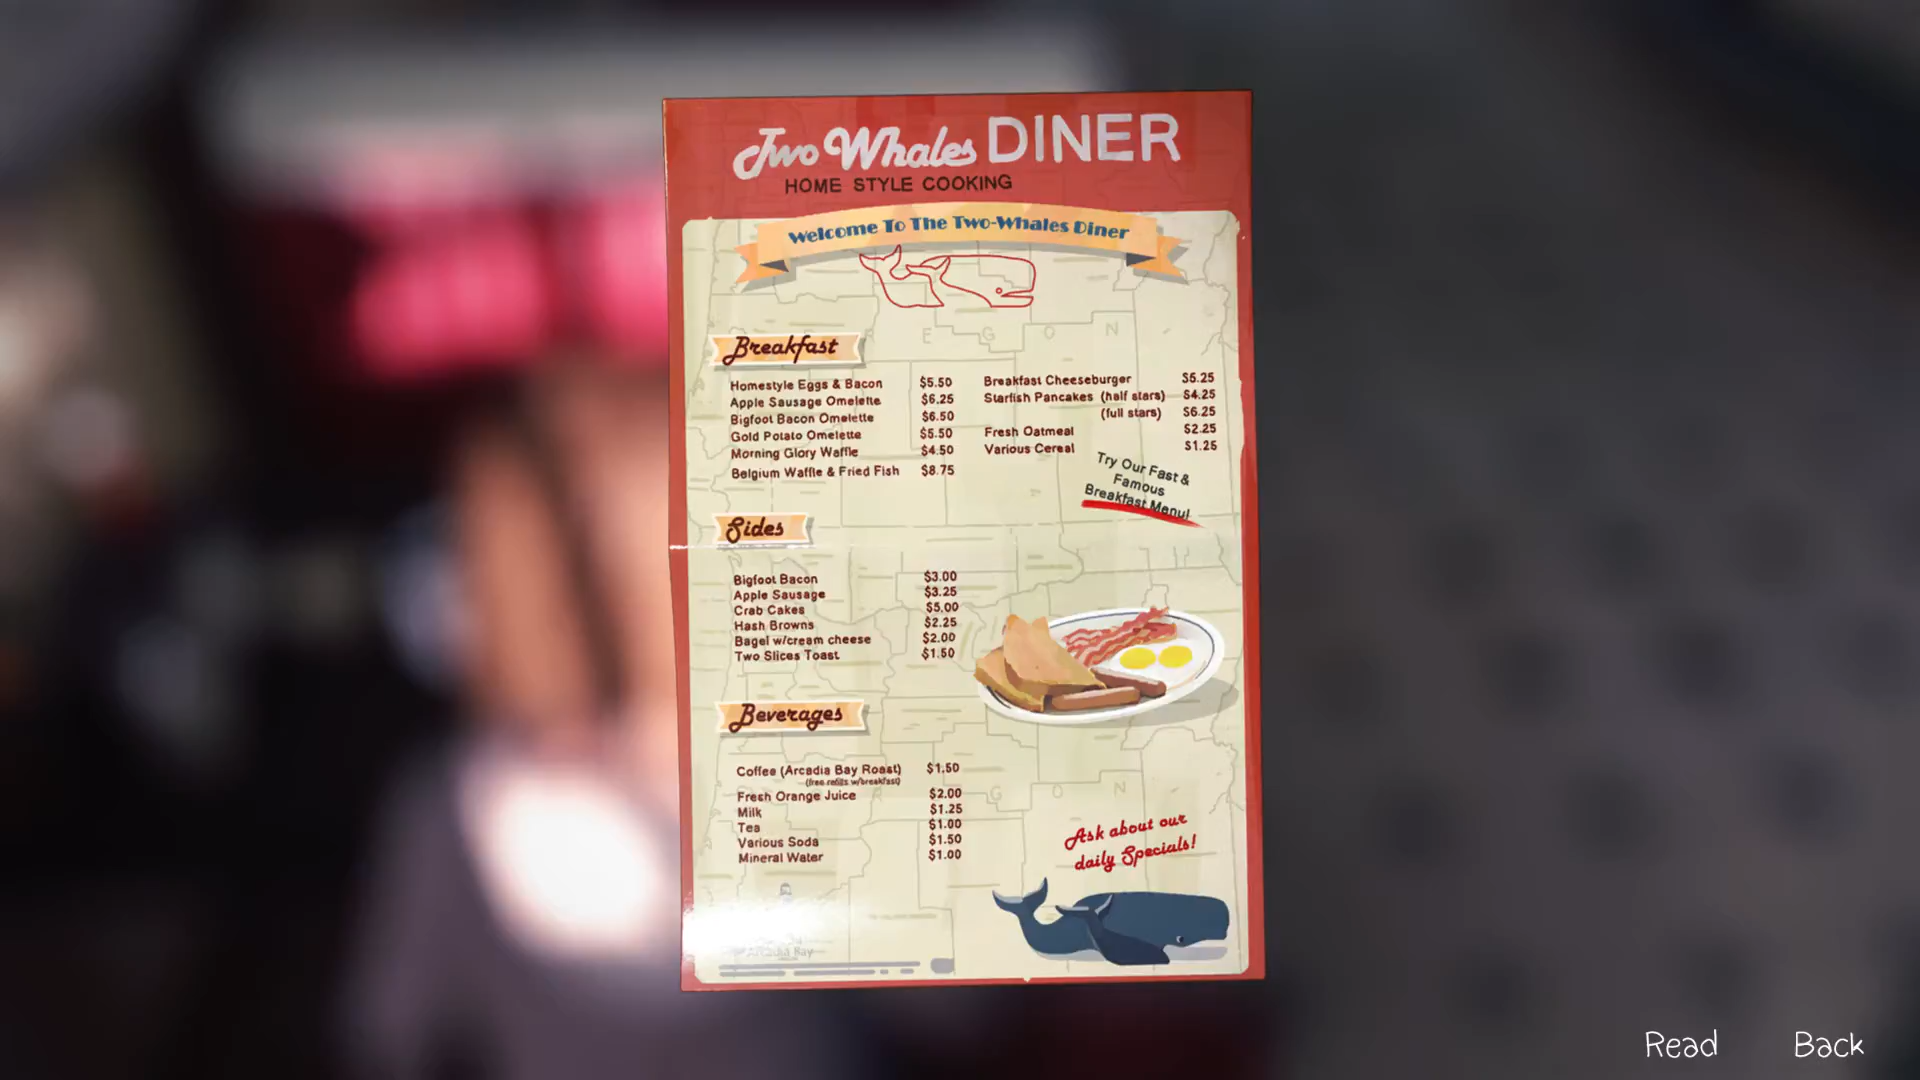 Two Whales DINER
HOME STYLE COOKING
Welcome To The Two-Whales Diner
E G O N
Breakfast
Homestyle Eggs & Bacon $5.50
Apple Sausage Omelette $6.25
Bigfoot Bacon Omelette $6.50
Gold Potato Omelette $5.50
Morning Glory Waffle $4.50
Belgium Waffle & Fried Fish $8.75
Breakfast Cheeseburger $5.25
Starfish Pancakes (half stars) $4.25
(full stars) $6.25
Fresh Oatmeal $2.25
Various Cereal $1.25
Try Our Fast &
Famous
Breakfast Menu!
Sides
Bigfoot Bacon $3.00
Apple Sausage $3.25
Crab Cakes $5.00
Hash Browns $2.25
Bagel w/cream cheese $2.00
Two Slices Toast $1.50
Beverages
Coffee (Arcadia Bay Roast) $1.50
(free refills w/breakfast)
Fresh Orange Juice $2.00
Milk $1.25
Tea $1.00
Various Soda $1.50
Mineral Water $1.00
G O N
Ask about our
daily Specials!
Arcadia Bay
Read Back